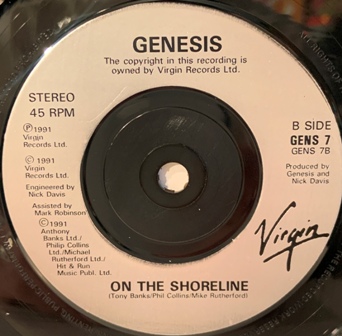 GENESIS
The copyright in this recording is
owned by Virgin Records Ltd.
STEREO
45 RPM
Ⓟ1991
Virgin
Records Ltd.
© 1991
Virgin
Records Ltd.
Engineered by
Nick Davis
Assisted by
Mark Robinson
©1991
Anthony
Banks Ltd./
Philip Collins
Ltd./Michael
Rutherford Ltd./
Hit & Run
Music Publ. Ltd.
B SIDE
GENS 7
GENS 7B
Produced by
Genesis and
Nick Davis
Virgin
ON THE SHORELINE
(Tony Banks/Phil Collins/Mike Rutherford)